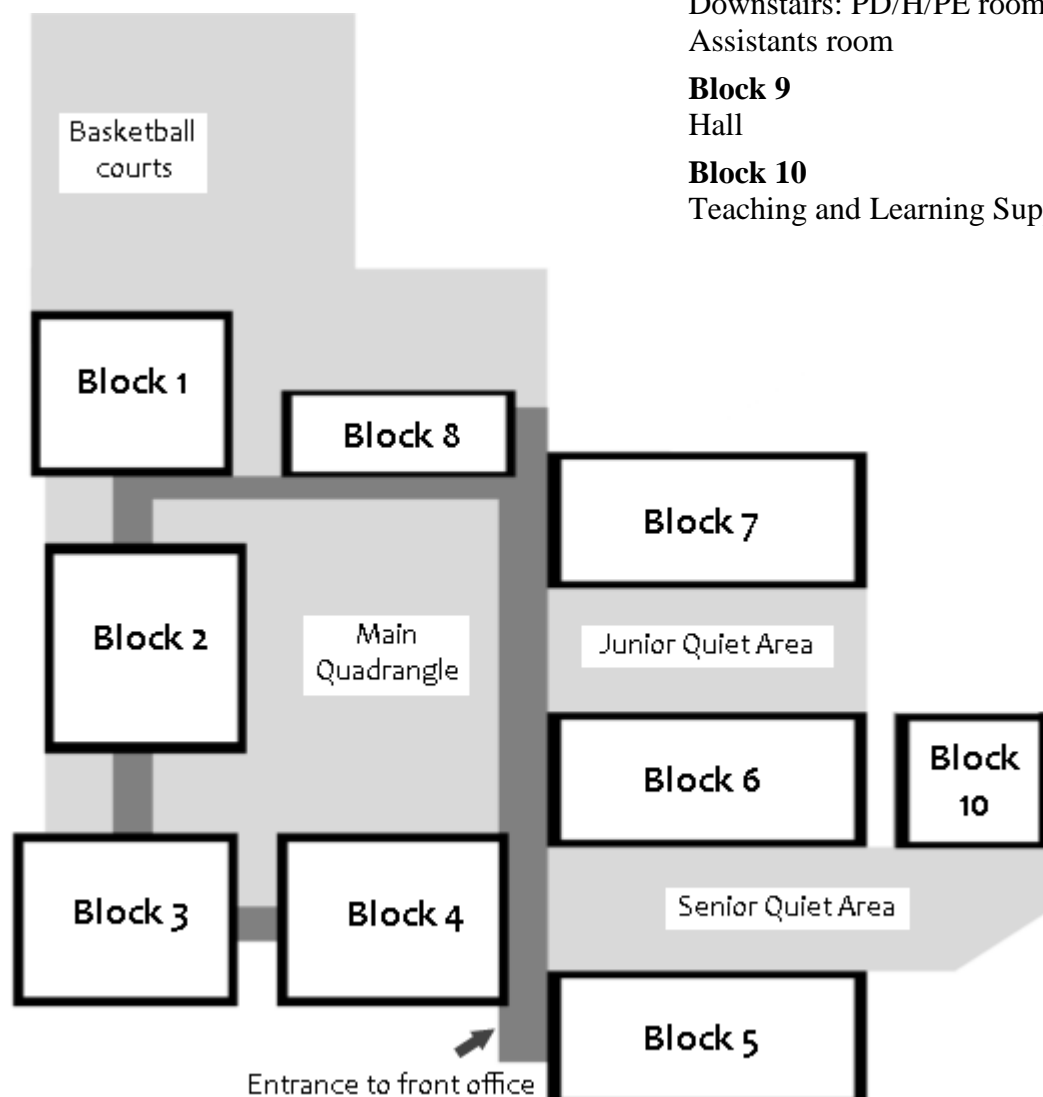 Downstairs: PD/H/PE room
Assistants room
Block 9
Hall
Block 10
Teaching and Learning Sup
Basketball
courts
Block 1
Block 8
Block 7
Block 2
Main
Quadrangle
Junior Quiet Area
Block 6
Block
10
Block 3
Block 4
Senior Quiet Area
Block 5
Entrance to front office